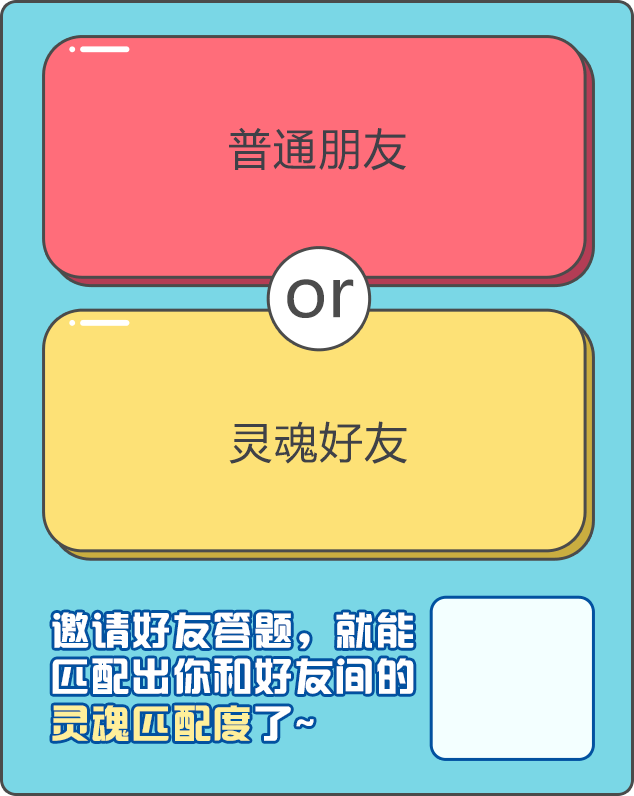 普通朋友
or
灵魂好友
邀请好友答题，就能
匹配出你和好友间的
灵魂匹配度了~